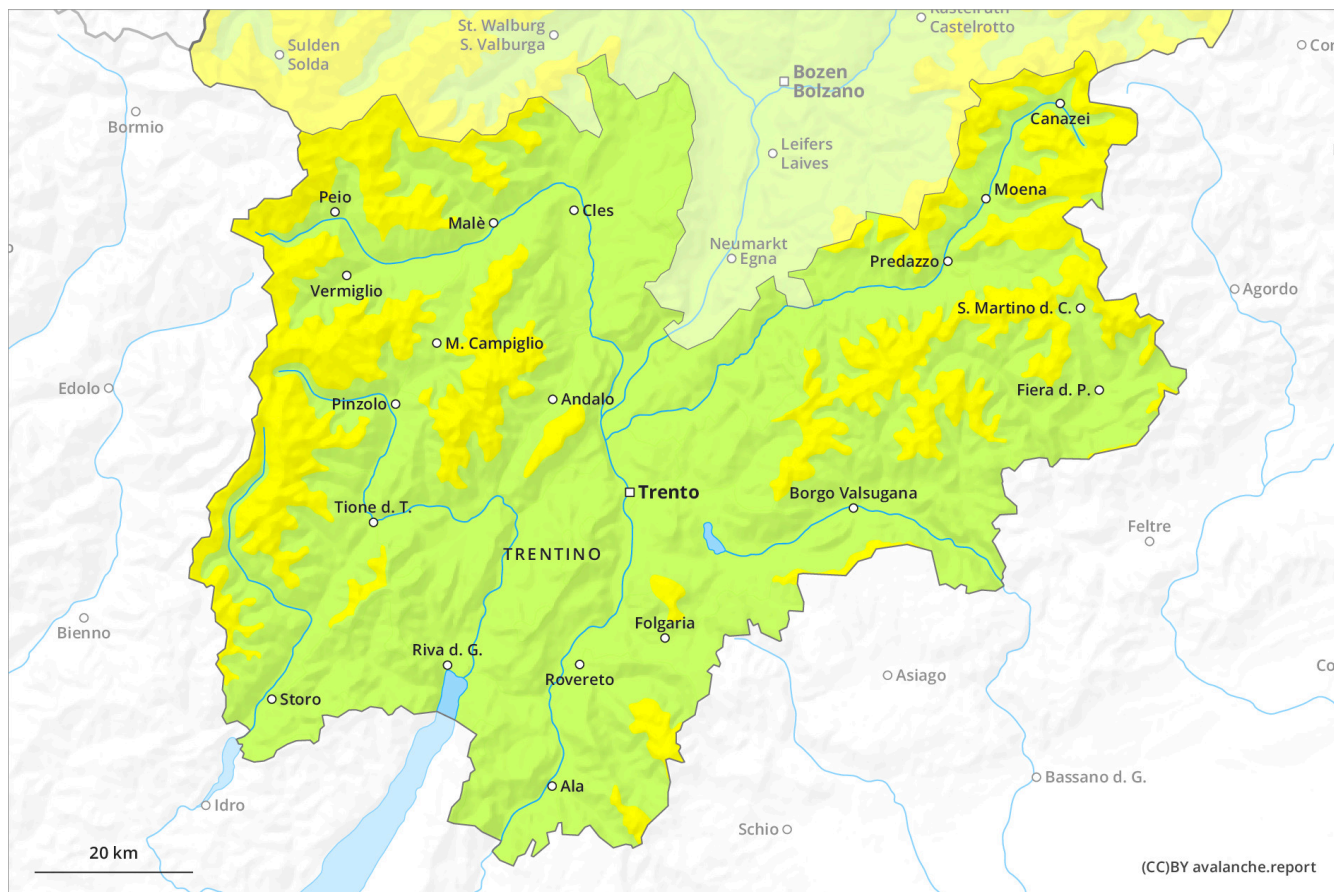 Kastelruth
Castelrotto
St. Walburg
S. Valburga
Sulden
Solda
Bozen
Bolzano
Canazei
Bormio
Leifers
Laives
Moena
Peio
Malè
Cles
Neumarkt
Egna
Predazzo
Vermiglio
Agordo
S. Martino d. C.
M. Campiglio
Edolo
Pinzolo
Andalo
Fiera d. P.
Trento
Borgo Valsugana
Tione d. T.
Feltre
TRENTINO
Bienno
Folgaria
Riva d. G.
Rovereto
Asiago
Co
Storo
Ala
Bassano d. G.
Idro
Schio
20 km
(CC)BY avalanche.report